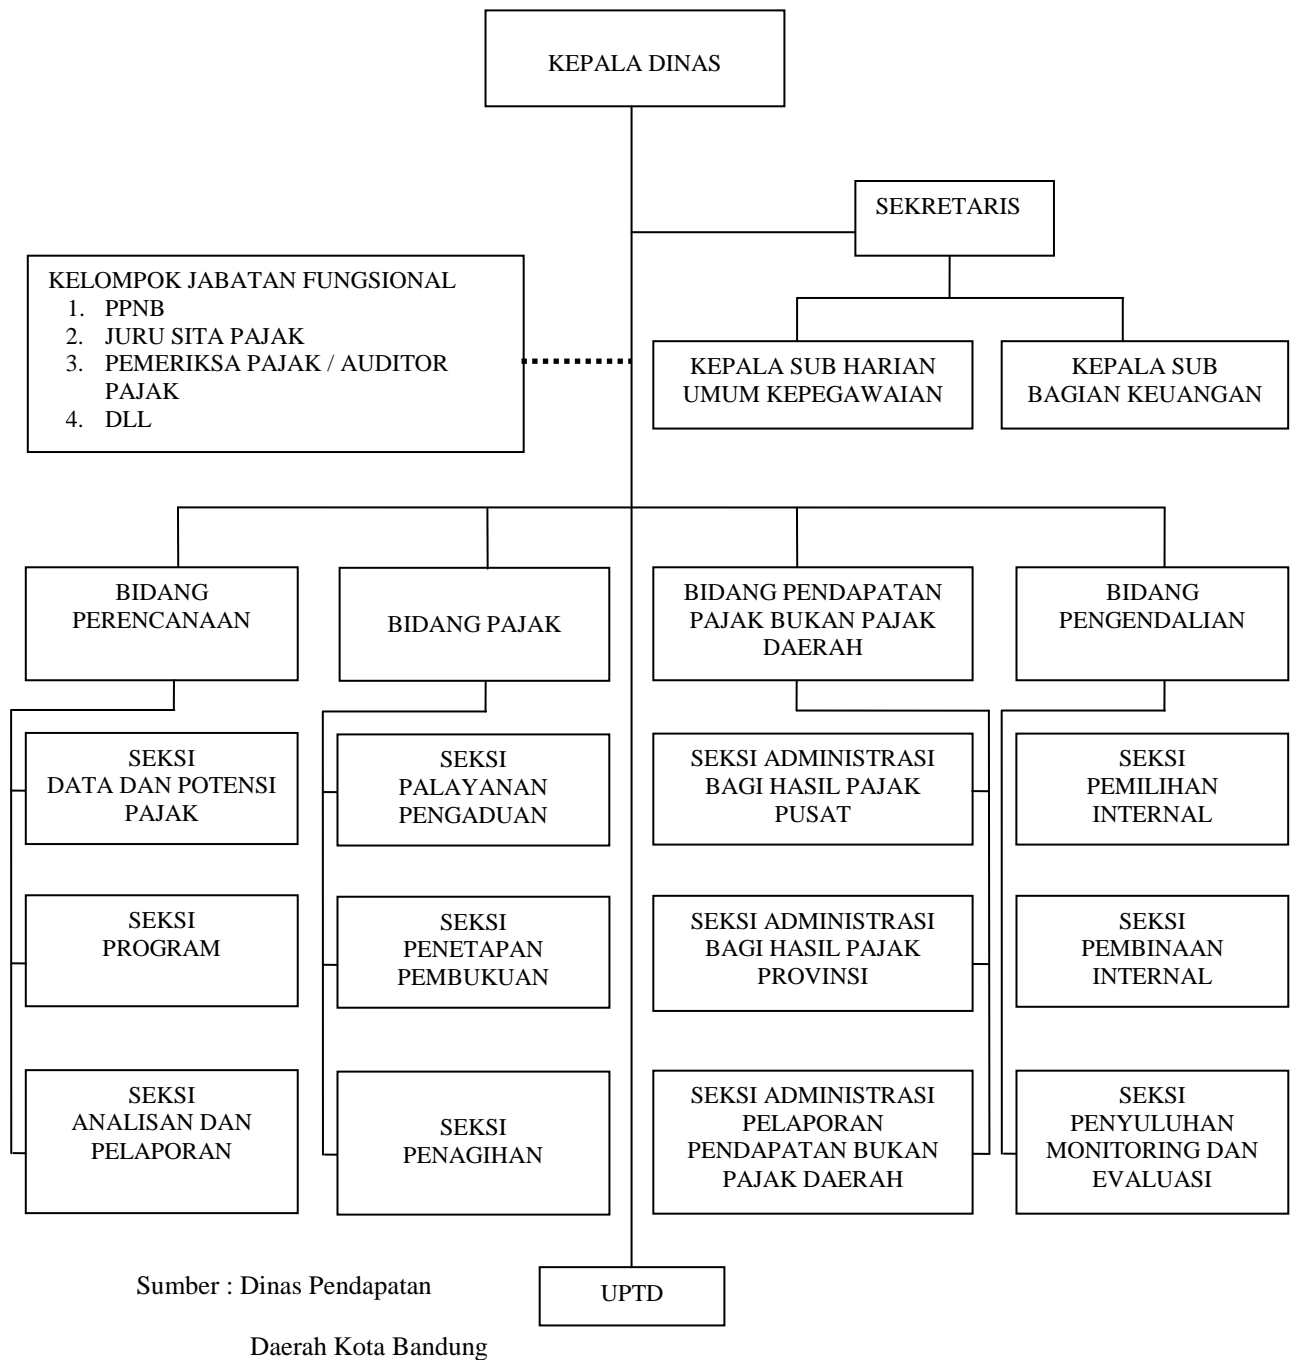 KEPALA DINAS
SEKRETARIS
KELOMPOK JABATAN FUNGSIONAL
1. PPNB
2. JURU SITA PAJAK
3. PEMERIKSA PAJAK / AUDITOR
PAJAK
4. DLL
KEPALA SUB HARIAN
UMUM KEPEGAWAIAN
KEPALA SUB
BAGIAN KEUANGAN
BIDANG
PERENCANAAN
BIDANG PAJAK
BIDANG PENDAPATAN
PAJAK BUKAN PAJAK
DAERAH
BIDANG
PENGENDALIAN
SEKSI
DATA DAN POTENSI
PAJAK
SEKSI
PALAYANAN
PENGADUAN
SEKSI ADMINISTRASI
BAGI HASIL PAJAK
PUSAT
SEKSI
PEMILIHAN
INTERNAL
SEKSI
PROGRAM
SEKSI
PENETAPAN
PEMBUKUAN
SEKSI ADMINISTRASI
BAGI HASIL PAJAK
PROVINSI
SEKSI
PEMBINAAN
INTERNAL
SEKSI
ANALISAN DAN
PELAPORAN
SEKSI
PENAGIHAN
SEKSI ADMINISTRASI
PELAPORAN
PENDAPATAN BUKAN
PAJAK DAERAH
SEKSI
PENYULUHAN
MONITORING DAN
EVALUASI
UPTD
Sumber : Dinas Pendapatan
Daerah Kota Bandung